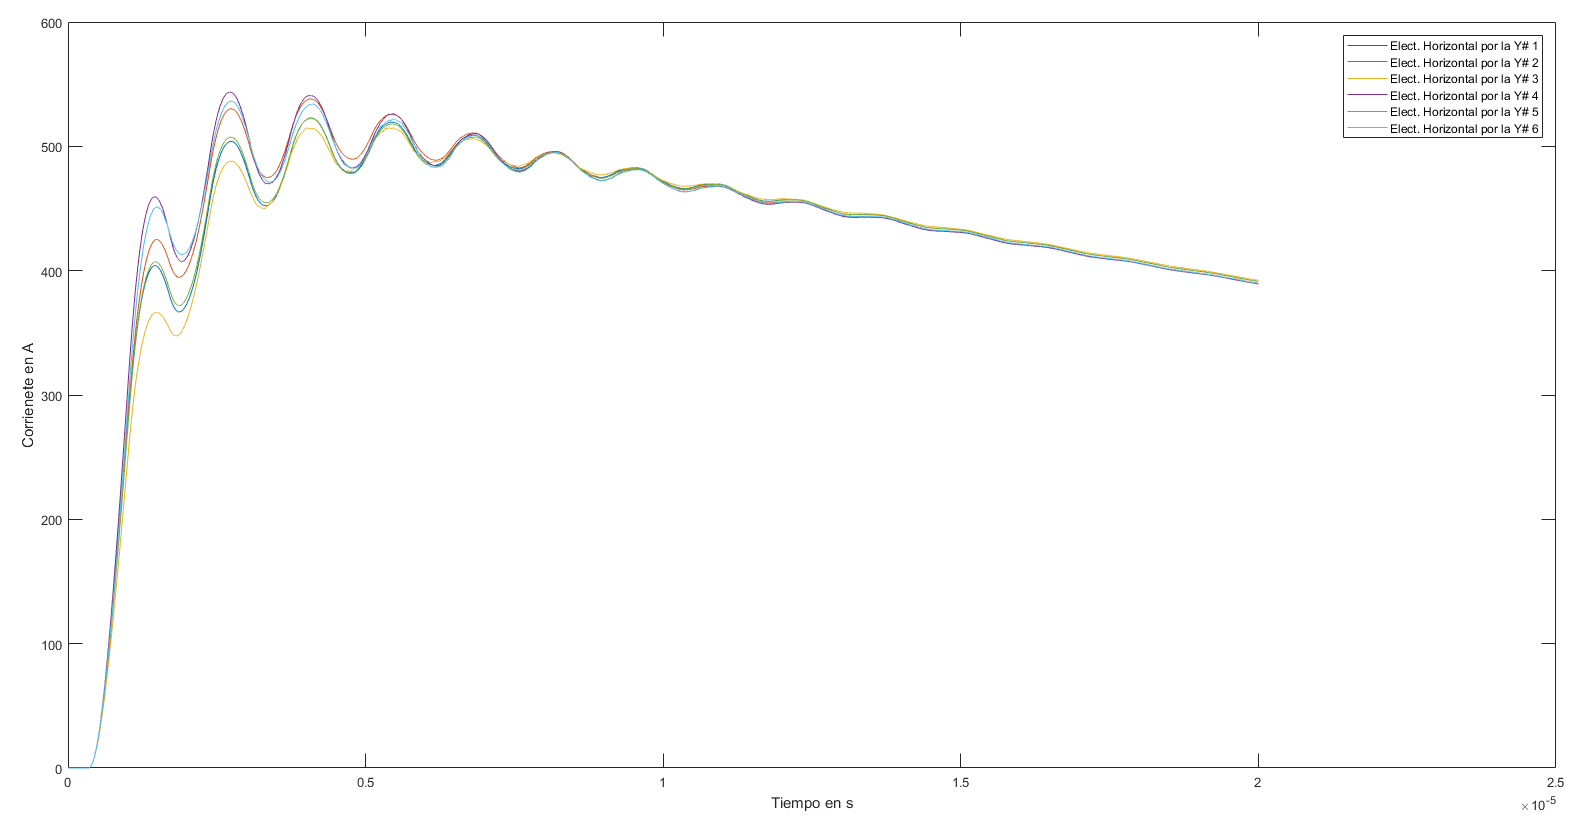 600
500
400
300
200
100
0
Corrienete en A
Elect. Horizontal por la Y# 1
Elect. Horizontal por la Y# 2
Elect. Horizontal por la Y# 3
Elect. Horizontal por la Y# 4
Elect. Horizontal por la Y# 5
Elect. Horizontal por la Y# 6
0 0.5 1 1.5 2 2.5
Tiempo en s
×10-5